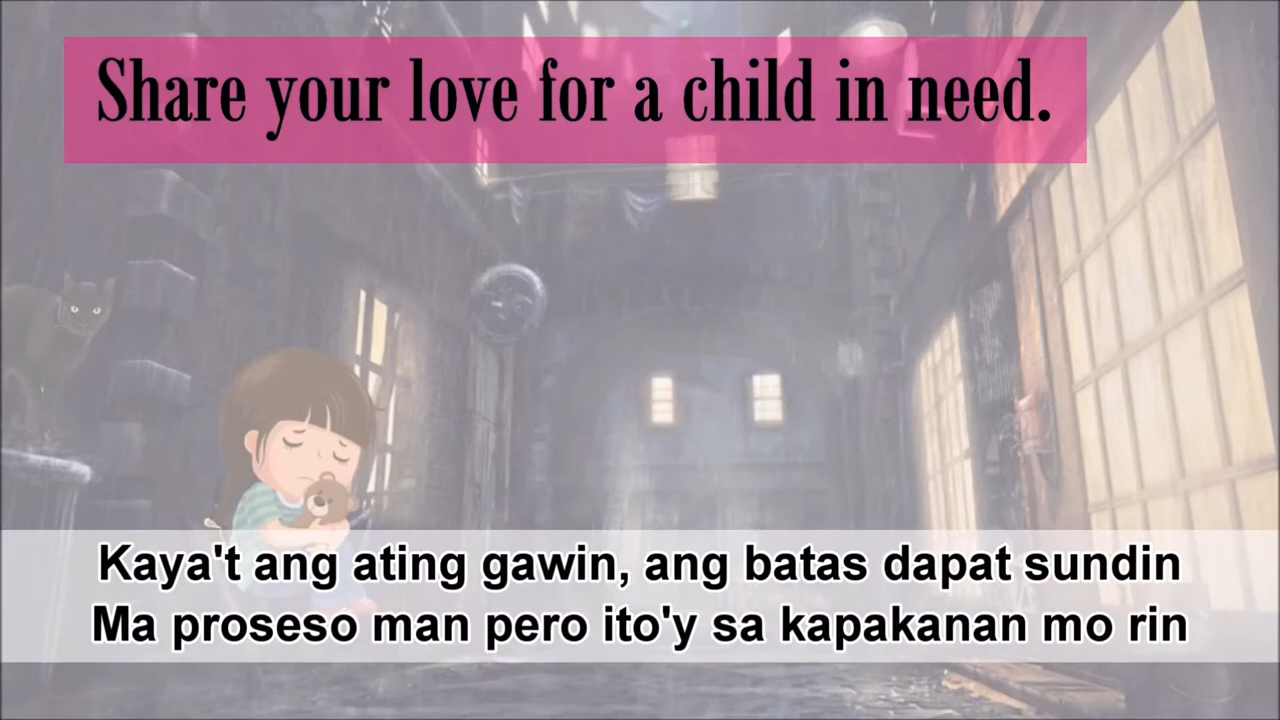 Share your love for a child in need.
Kaya't ang ating gawin, ang batas dapat sundin
Ma proseso man pero ito'y sa kapakanan mo rin